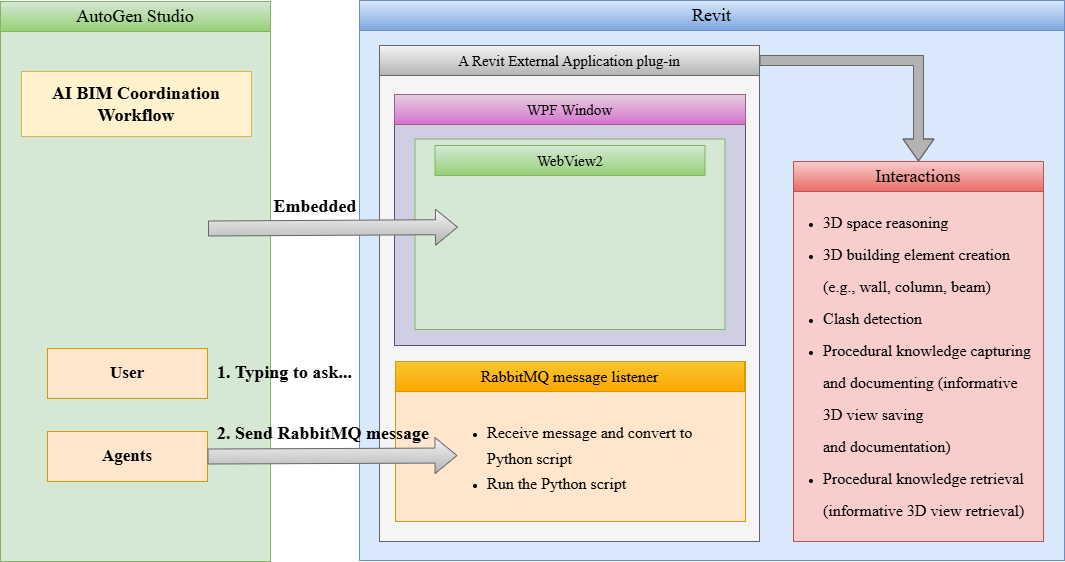 AutoGen Studio
AI BIM Coordination
Workflow
Embedded
User
1. Typing to ask...
2. Send RabbitMQ message
Agents
Revit
A Revit External Application plug-in
WPF Window
WebView2
RabbitMQ message listener
• Receive message and convert to
Python script
• Run the Python script
Interactions
• 3D space reasoning
• 3D building element creation
(e.g., wall, column, beam)
• Clash detection
• Procedural knowledge capturing
and documenting (informative
3D view saving
and documentation)
• Procedural knowledge retrieval
(informative 3D view retrieval)